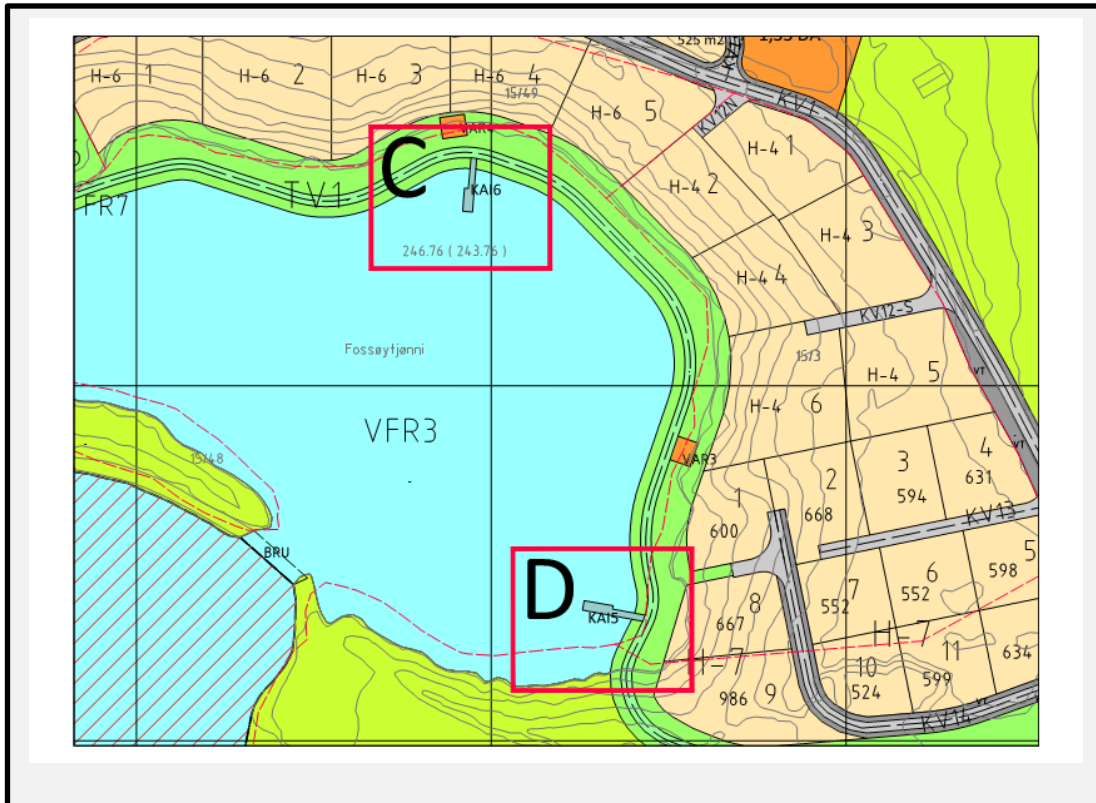 525 m2
H-6 1
H-6 2
H-6 3
H-6 4
15/49
H-6 5
KV1
KV12N
H-4 1
C
H-4 2
TV1
KAI6
FR7
H-4 3
246.76 ( 243.76 )
H-4 4
KV12-S
Fossøytjønni
15/3
H-4 5
VT
H-4 6
VFR3
VT
VAR3
15/48
1
600
2
668
3
594
4
631
KV13
BRU
D
KAI5
8
667
7
552
6
552
5
598
H-7
H-7
986
9
10
524
11
599
634
VT
KV14